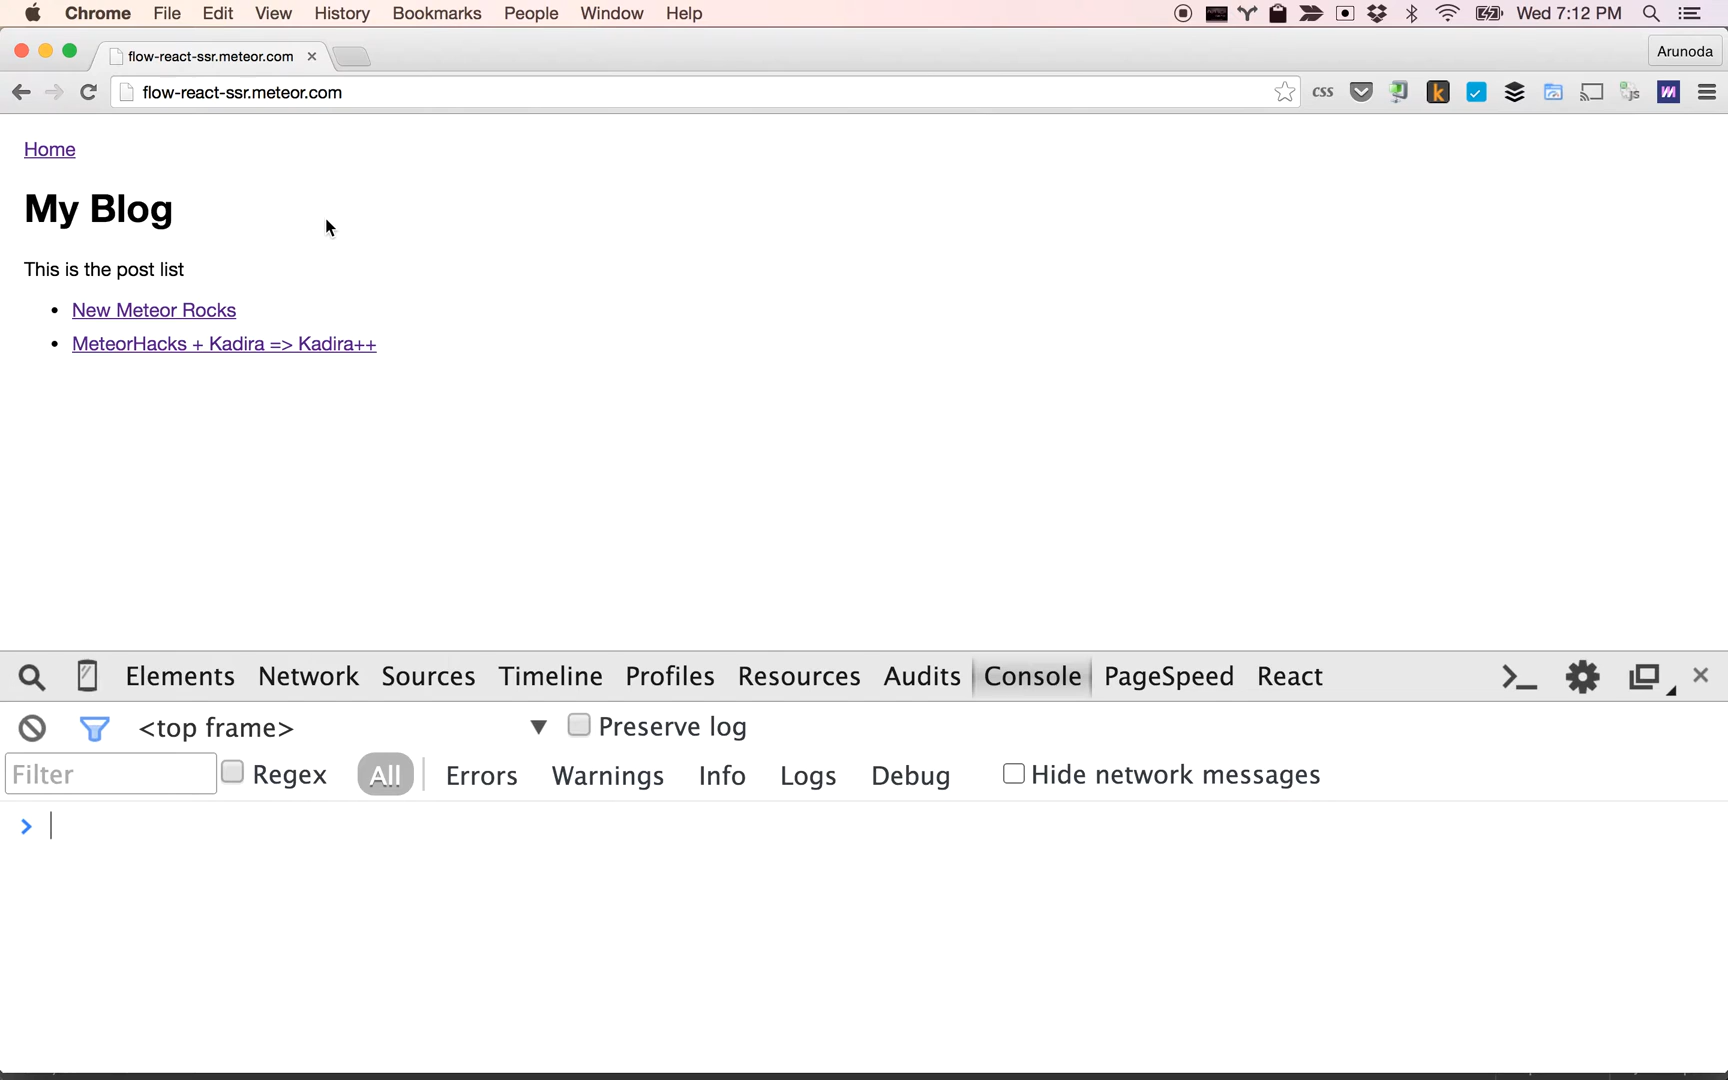 Chrome File Edit View History Bookmarks People Window Help Wed 7:12 PM
flow-react-ssr.meteor.com Arunoda
flow-react-ssr.meteor.com css k js
Home
My Blog
This is the post list
New Meteor Rocks
MeteorHacks + Kadira => Kadira++
Elements Network Sources Timeline Profiles Resources Audits Console PageSpeed React
<top frame> Preserve log
Filter Regex All Errors Warnings Info Logs Debug Hide network messages